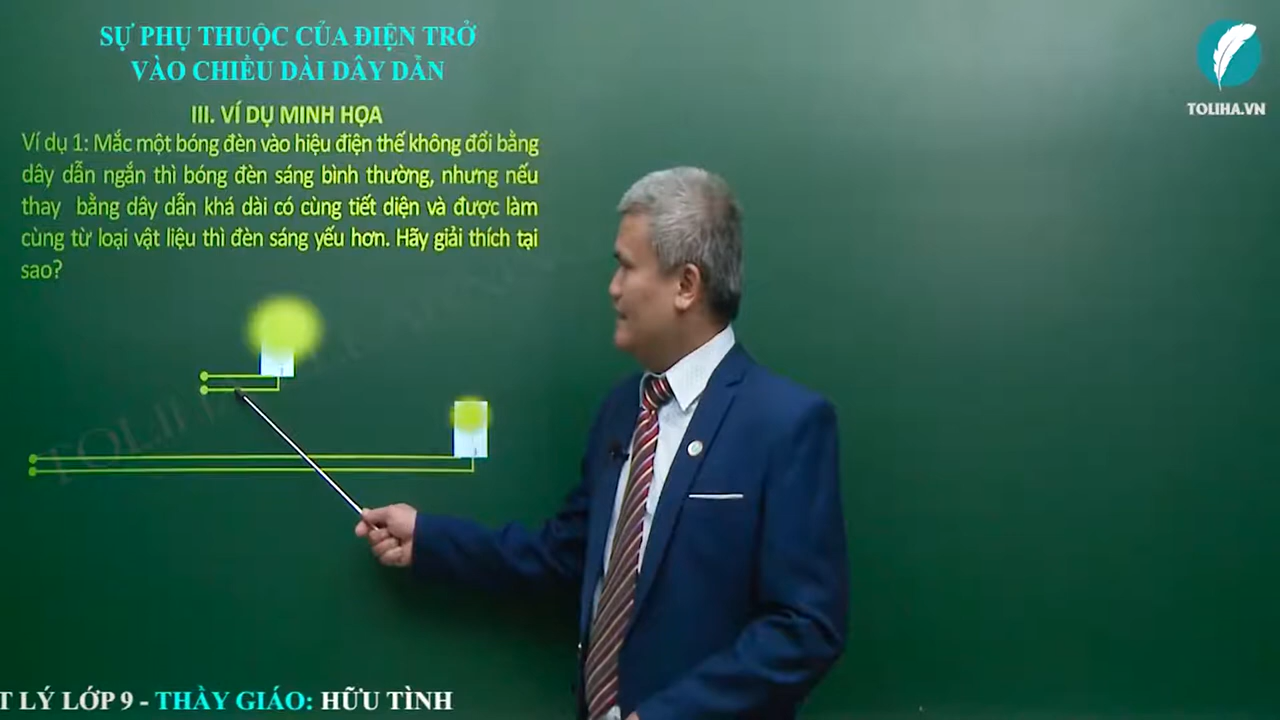 SỰ PHỤ THUỘC CỦA ĐIỆN TRỞ
VÀO CHIỀU DÀI DÂY DẪN
III. VÍ DỤ MINH HỌA
Ví dụ 1: Mắc một bóng đèn vào hiệu điện thế không đổi bằng
dây dẫn ngắn thì bóng đèn sáng bình thường, nhưng nếu
thay bằng dây dẫn khá dài có cùng tiết diện và được làm
cùng từ loại vật liệu thì đèn sáng yếu hơn. Hãy giải thích tại
sao?
TOLIHA.VN
T LÝ LỚP 9 - THẦY GIÁO: HỮU TÌNH